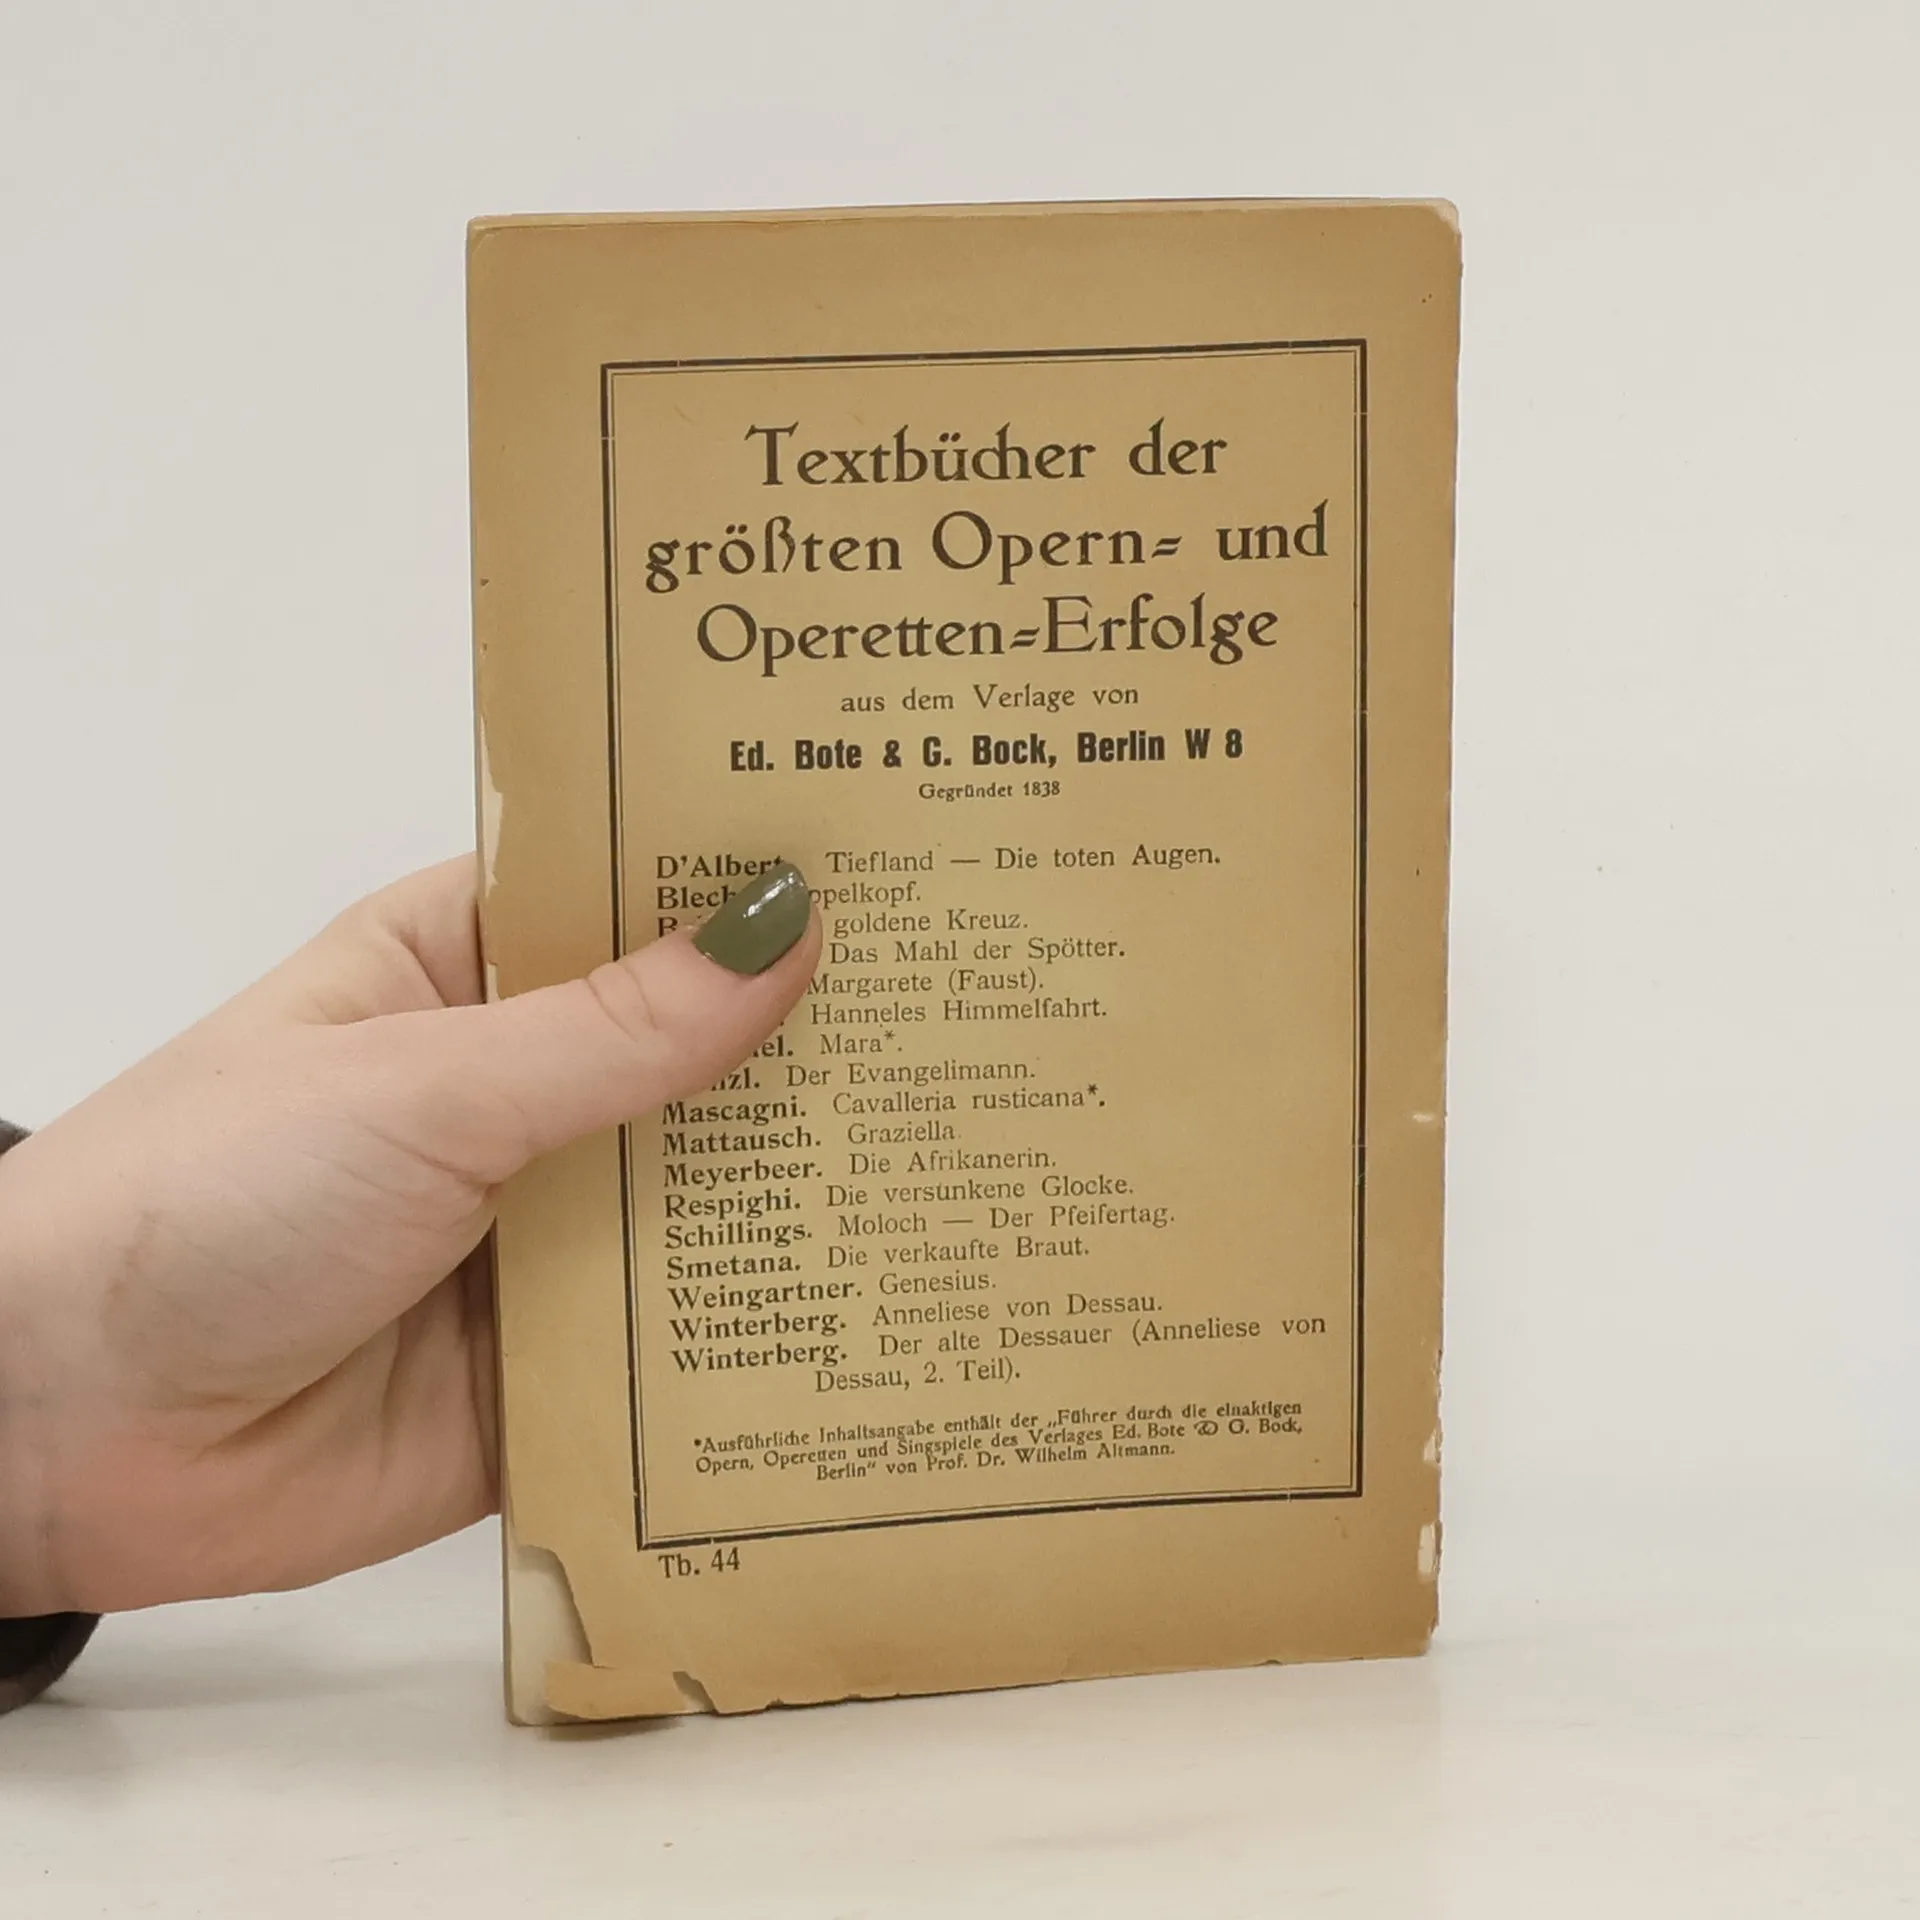 Textbücher der
größten Opern= und
Operetten=Erfolge
aus dem Verlage von
Ed. Bote & G. Bock, Berlin W 8
Gegründet 1838
D'Albert. Tiefland — Die toten Augen.
goldene Kreuz.
Das Mahl der Spötter.
Margarete (Faust).
Hanneles Himmelfahrt.
Mara*.
Der Evangelimann.
Mascagni. Cavalleria rusticana*.
Mattausch. Graziella.
Meyerbeer. Die Afrikanerin.
Respighi. Die versunkene Glocke.
Schillings. Moloch — Der Pfeifertag.
Smetana. Die verkaufte Braut.
Weingartner. Genesius.
Winterberg. Anneliese von Dessau.
Winterberg. Der alte Dessauer (Anneliese von
Dessau, 2. Teil).
*Ausführliche Inhaltsangabe enthält der „Führer durch die einaktigen
Opern, Operetten und Singspiele des Verlages Ed. Bote & G. Bock,
Berlin" von Prof. Dr. Wilhelm Altmann.
Tb. 44